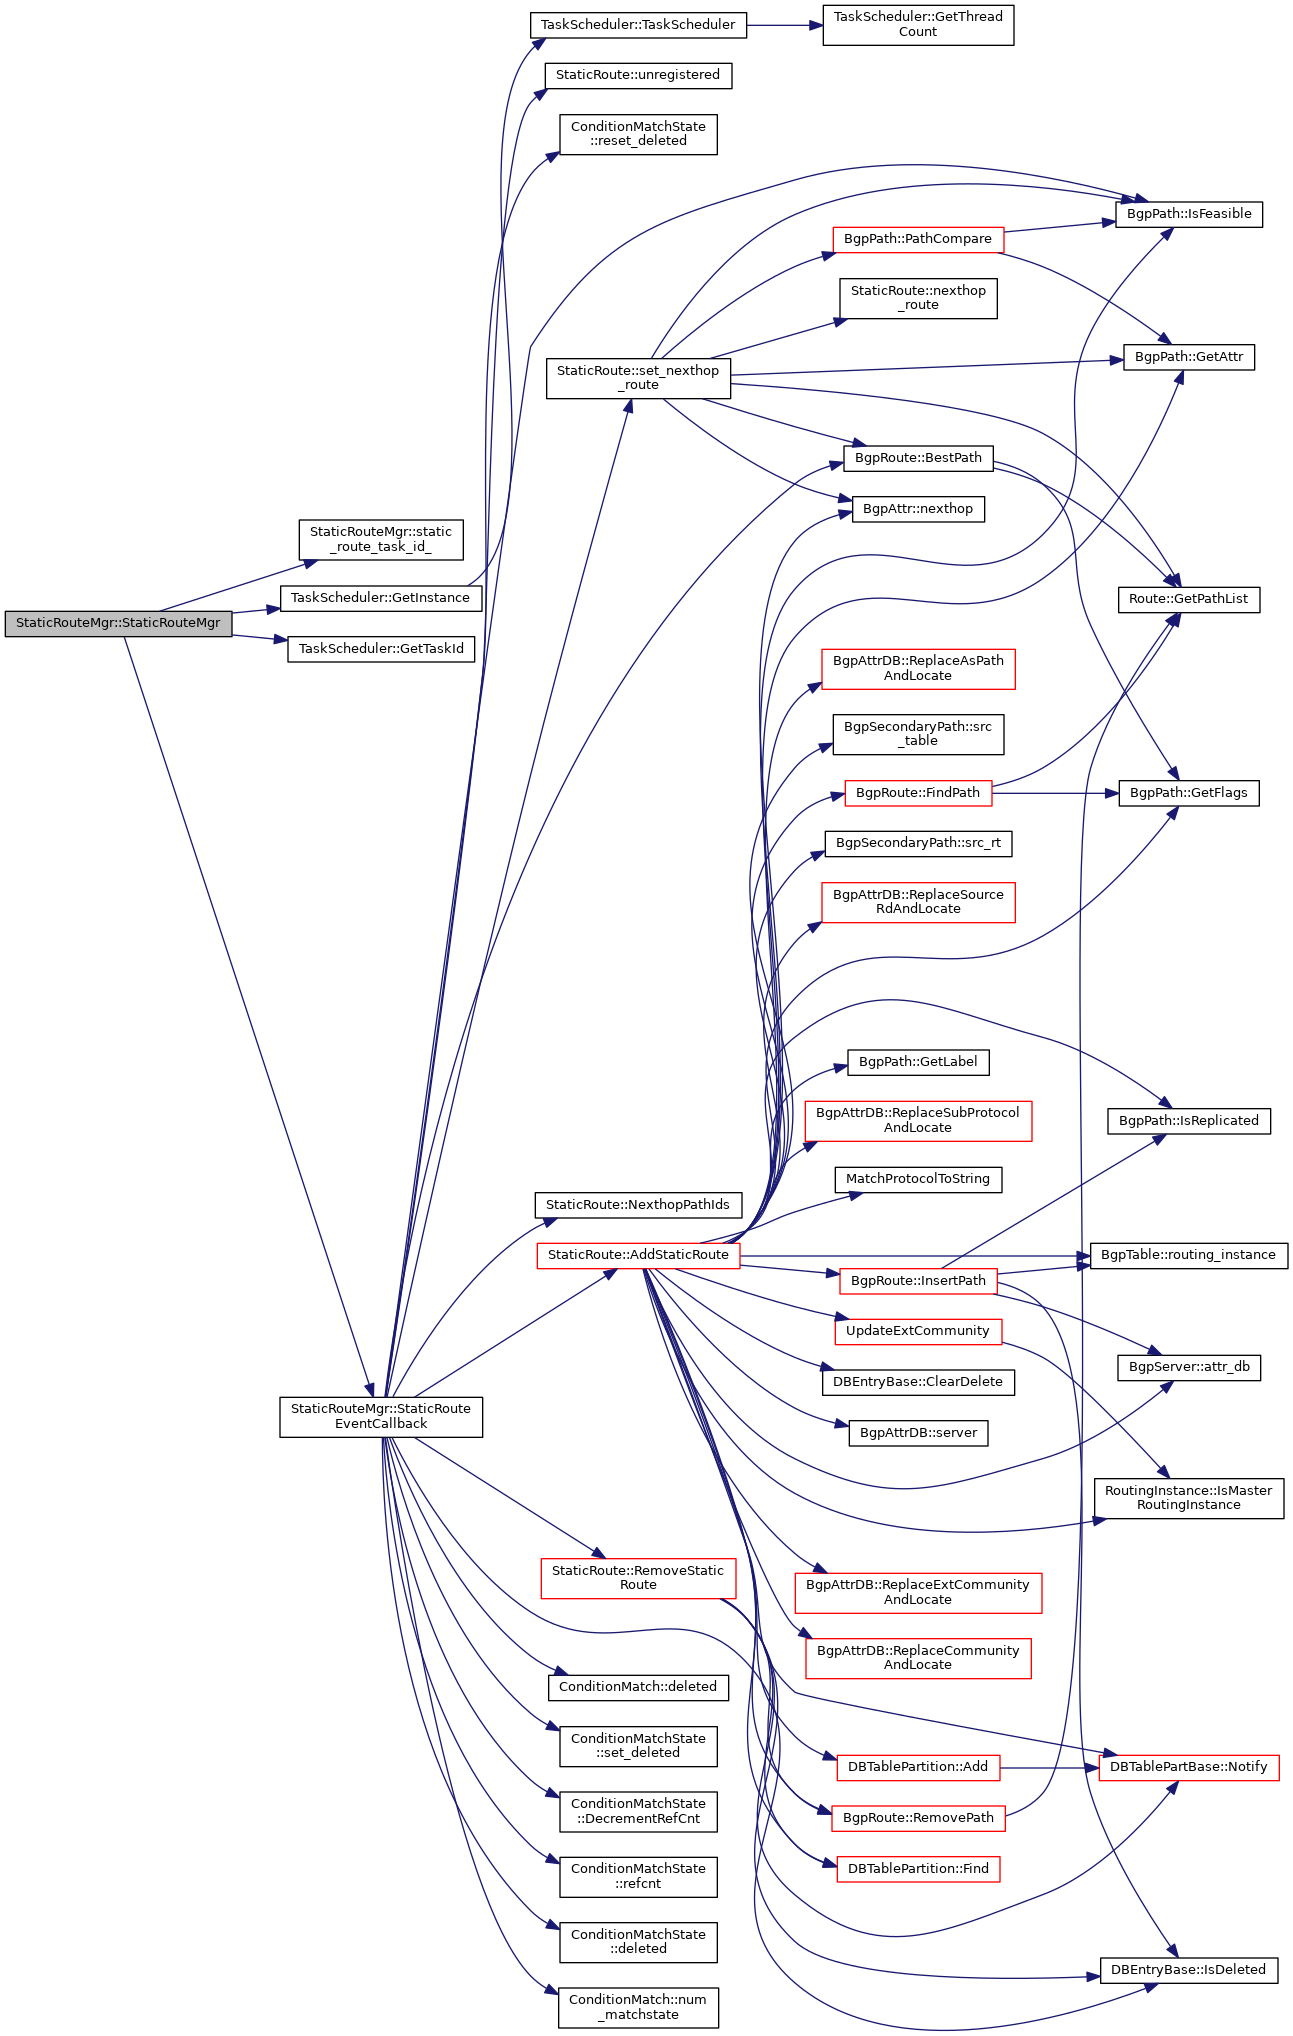 StaticRouteMgr::StaticRouteMgr
StaticRouteMgr::static
_route_task_id_
TaskScheduler::GetInstance
TaskScheduler::GetTaskId
StaticRouteMgr::StaticRoute
EventCallback
TaskScheduler::TaskScheduler
StaticRoute::unregistered
ConditionMatchState
::reset_deleted
StaticRoute::set_nexthop
_route
StaticRoute::NexthopPathIds
StaticRoute::AddStaticRoute
StaticRoute::RemoveStatic
Route
ConditionMatch::deleted
ConditionMatchState
::set_deleted
ConditionMatchState
::DecrementRefCnt
ConditionMatchState
::refcnt
ConditionMatchState
::deleted
ConditionMatch::num
_matchstate
TaskScheduler::GetThread
Count
BgpPath::PathCompare
StaticRoute::nexthop
_route
BgpRoute::BestPath
BgpAttr::nexthop
BgpAttrDB::ReplaceAsPath
AndLocate
BgpSecondaryPath::src
_table
BgpRoute::FindPath
BgpSecondaryPath::src_rt
BgpAttrDB::ReplaceSource
RdAndLocate
BgpPath::GetLabel
BgpAttrDB::ReplaceSubProtocol
AndLocate
MatchProtocolToString
BgpRoute::InsertPath
UpdateExtCommunity
DBEntryBase::ClearDelete
BgpAttrDB::server
BgpAttrDB::ReplaceExtCommunity
AndLocate
BgpAttrDB::ReplaceCommunity
AndLocate
DBTablePartition::Add
BgpRoute::RemovePath
DBTablePartition::Find
BgpPath::IsFeasible
BgpPath::GetAttr
Route::GetPathList
BgpPath::GetFlags
BgpPath::IsReplicated
BgpTable::routing_instance
BgpServer::attr_db
RoutingInstance::IsMaster
RoutingInstance
DBTablePartBase::Notify
DBEntryBase::IsDeleted